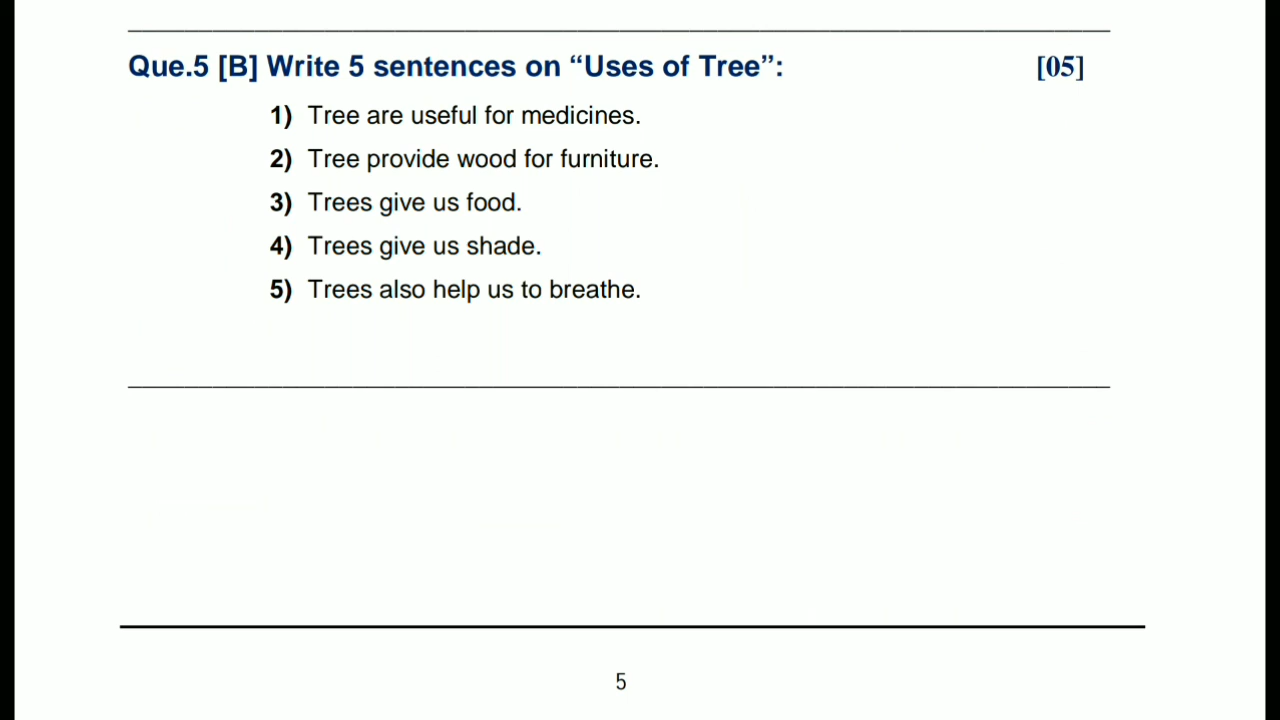 Que.5 [B] Write 5 sentences on “Uses of Tree”: [05]
1) Tree are useful for medicines.
2) Tree provide wood for furniture.
3) Trees give us food.
4) Trees give us shade.
5) Trees also help us to breathe.
5